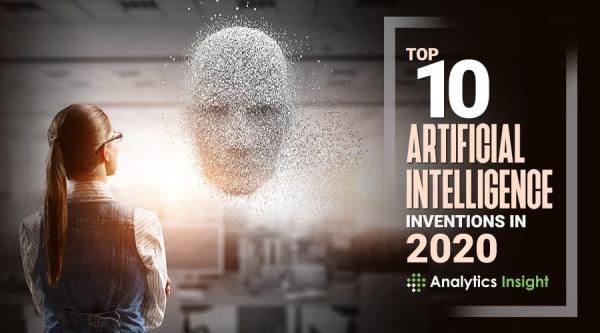 TOP
10
ARTIFICIAL
INTELLIGENCE
INVENTIONS IN
2020
Analytics Insight